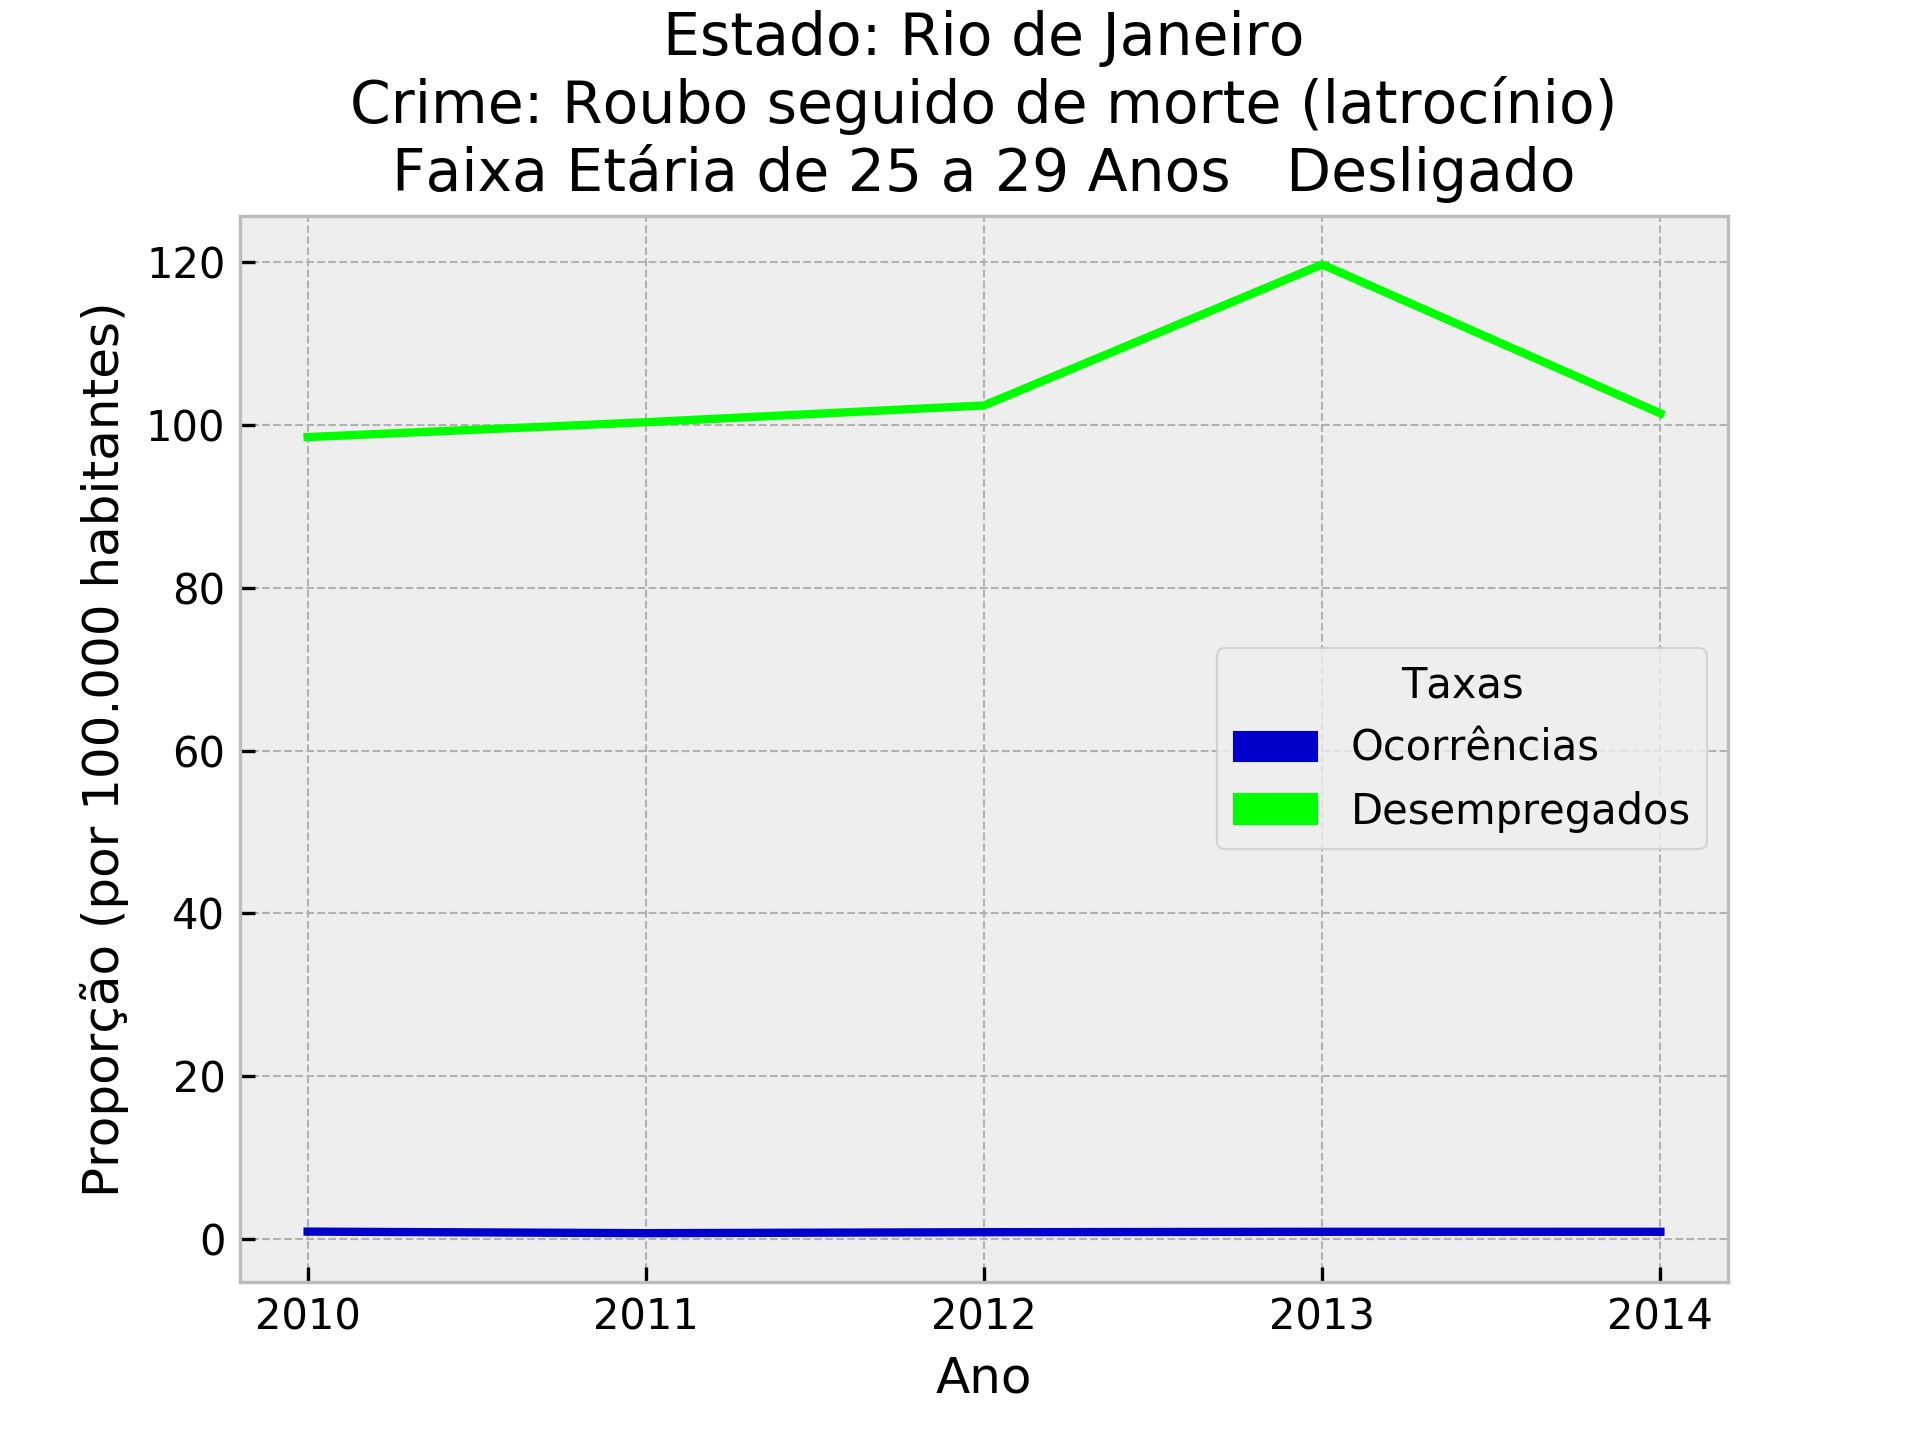 Estado: Rio de Janeiro
Crime: Roubo seguido de morte (latrocínio)
Faixa Etária de 25 a 29 Anos   Desligado
Proporção (por 100.000 habitantes)
120
100
80
60
40
20
0
Taxas
Ocorrências
Desempregados
2010
2011
2012
2013
2014
Ano